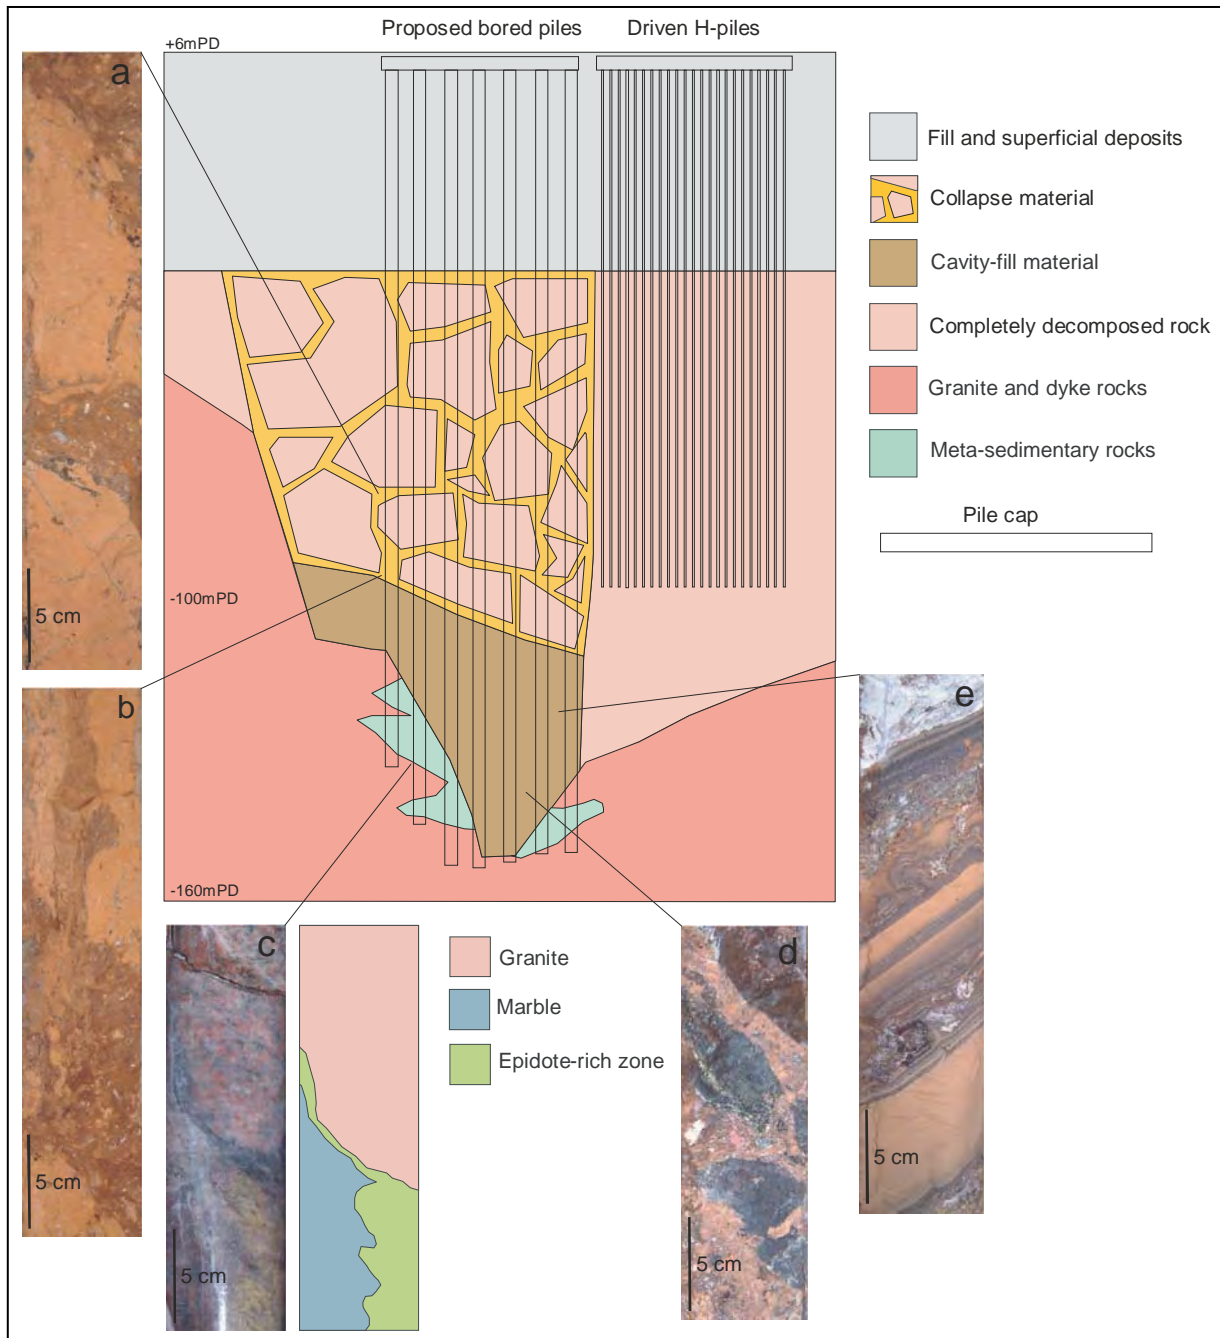 Proposed bored piles
Driven H-piles
+6mPD
a
Fill and superficial deposits
Collapse material
Cavity-fill material
Completely decomposed rock
Granite and dyke rocks
Meta-sedimentary rocks
Pile cap
5 cm
-100mPD
b
e
-160mPD
c
Granite
Marble
Epidote-rich zone
d
5 cm
5 cm
5 cm
5 cm